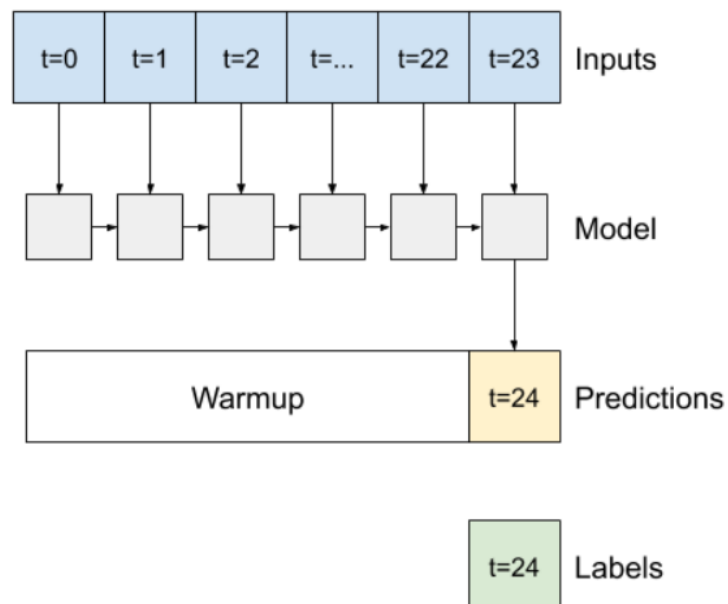 t=0 t=1 t=2 t=... t=22 t=23 Inputs
Model
Warmup t=24 Predictions
t=24 Labels